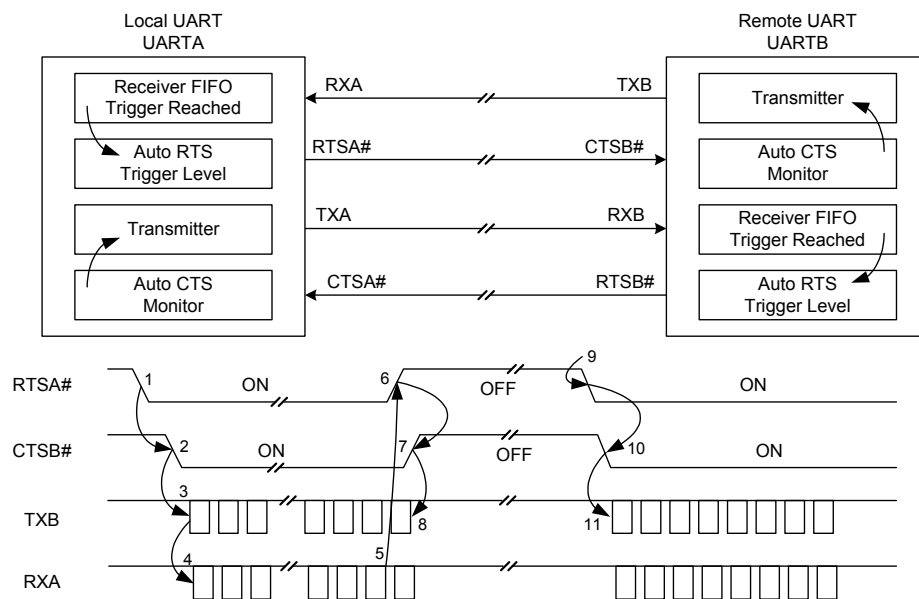 Local UART
UARTA
Remote UART
UARTB
Receiver FIFO
Trigger Reached
RXA
TXB
Transmitter
Auto RTS
Trigger Level
RTSA#
CTSB#
Auto CTS
Monitor
Transmitter
TXA
RXB
Receiver FIFO
Trigger Reached
Auto CTS
Monitor
CTSA#
RTSB#
Auto RTS
Trigger Level
RTSA#
1
ON
6
OFF
9
ON
CTSB#
2
ON
7
OFF
10
ON
TXB
3
8
11
RXA
4
5